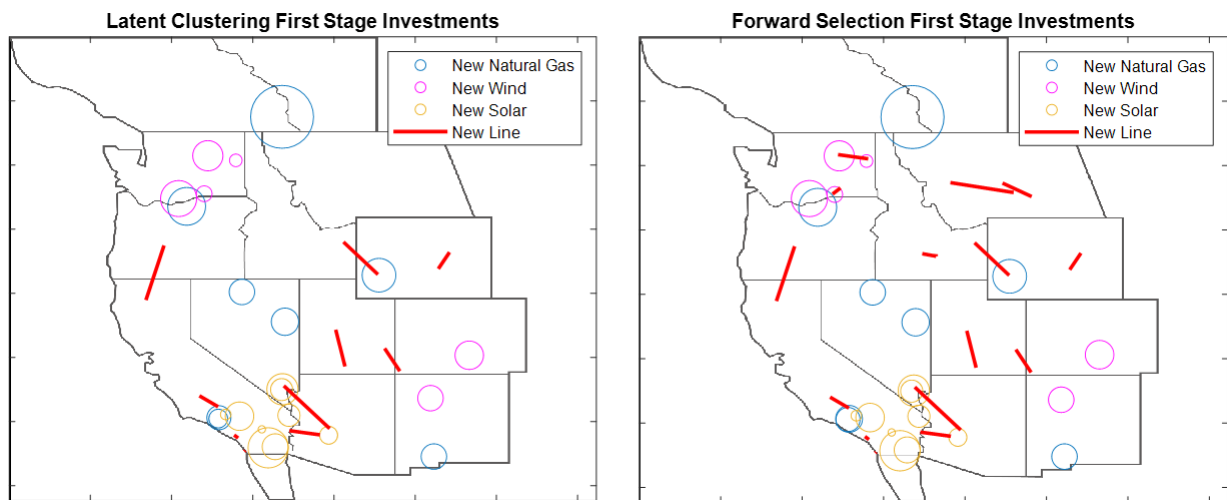 Latent Clustering First Stage Investments
New Natural Gas
New Wind
New Solar
New Line
Forward Selection First Stage Investments
New Natural Gas
New Wind
New Solar
New Line